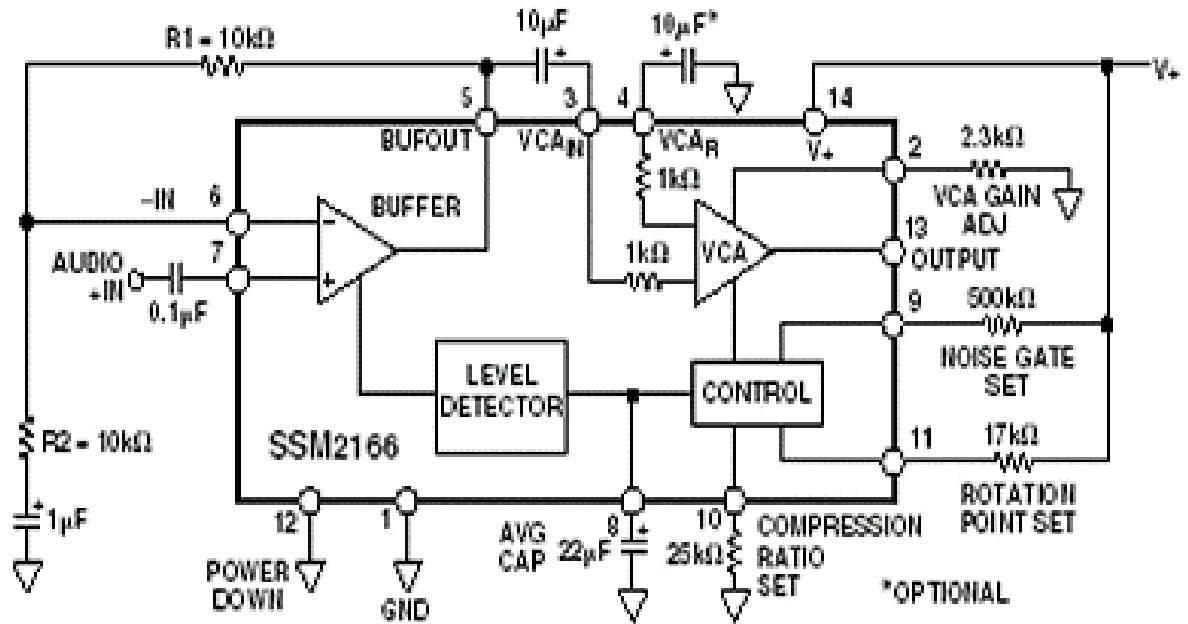 R1 = 10kΩ
10µF
10µF*
V+
5
3
4
14
BUFOUT
VCAIN
VCAR
V+
2
2.3kΩ
VCA GAIN
ADJ
1kΩ
–IN
6
BUFFER
7
AUDIO
+IN
0.1µF
–
+
1kΩ
VCA
13
OUTPUT
9
500kΩ
NOISE GATE
SET
LEVEL
DETECTOR
CONTROL
R2 = 10kΩ
SSM2166
11
17kΩ
ROTATION
POINT SET
+
1µF
12
1
8
10
POWER
DOWN
GND
AVG
CAP
22µF
+
25kΩ
COMPRESSION
RATIO
SET
*OPTIONAL